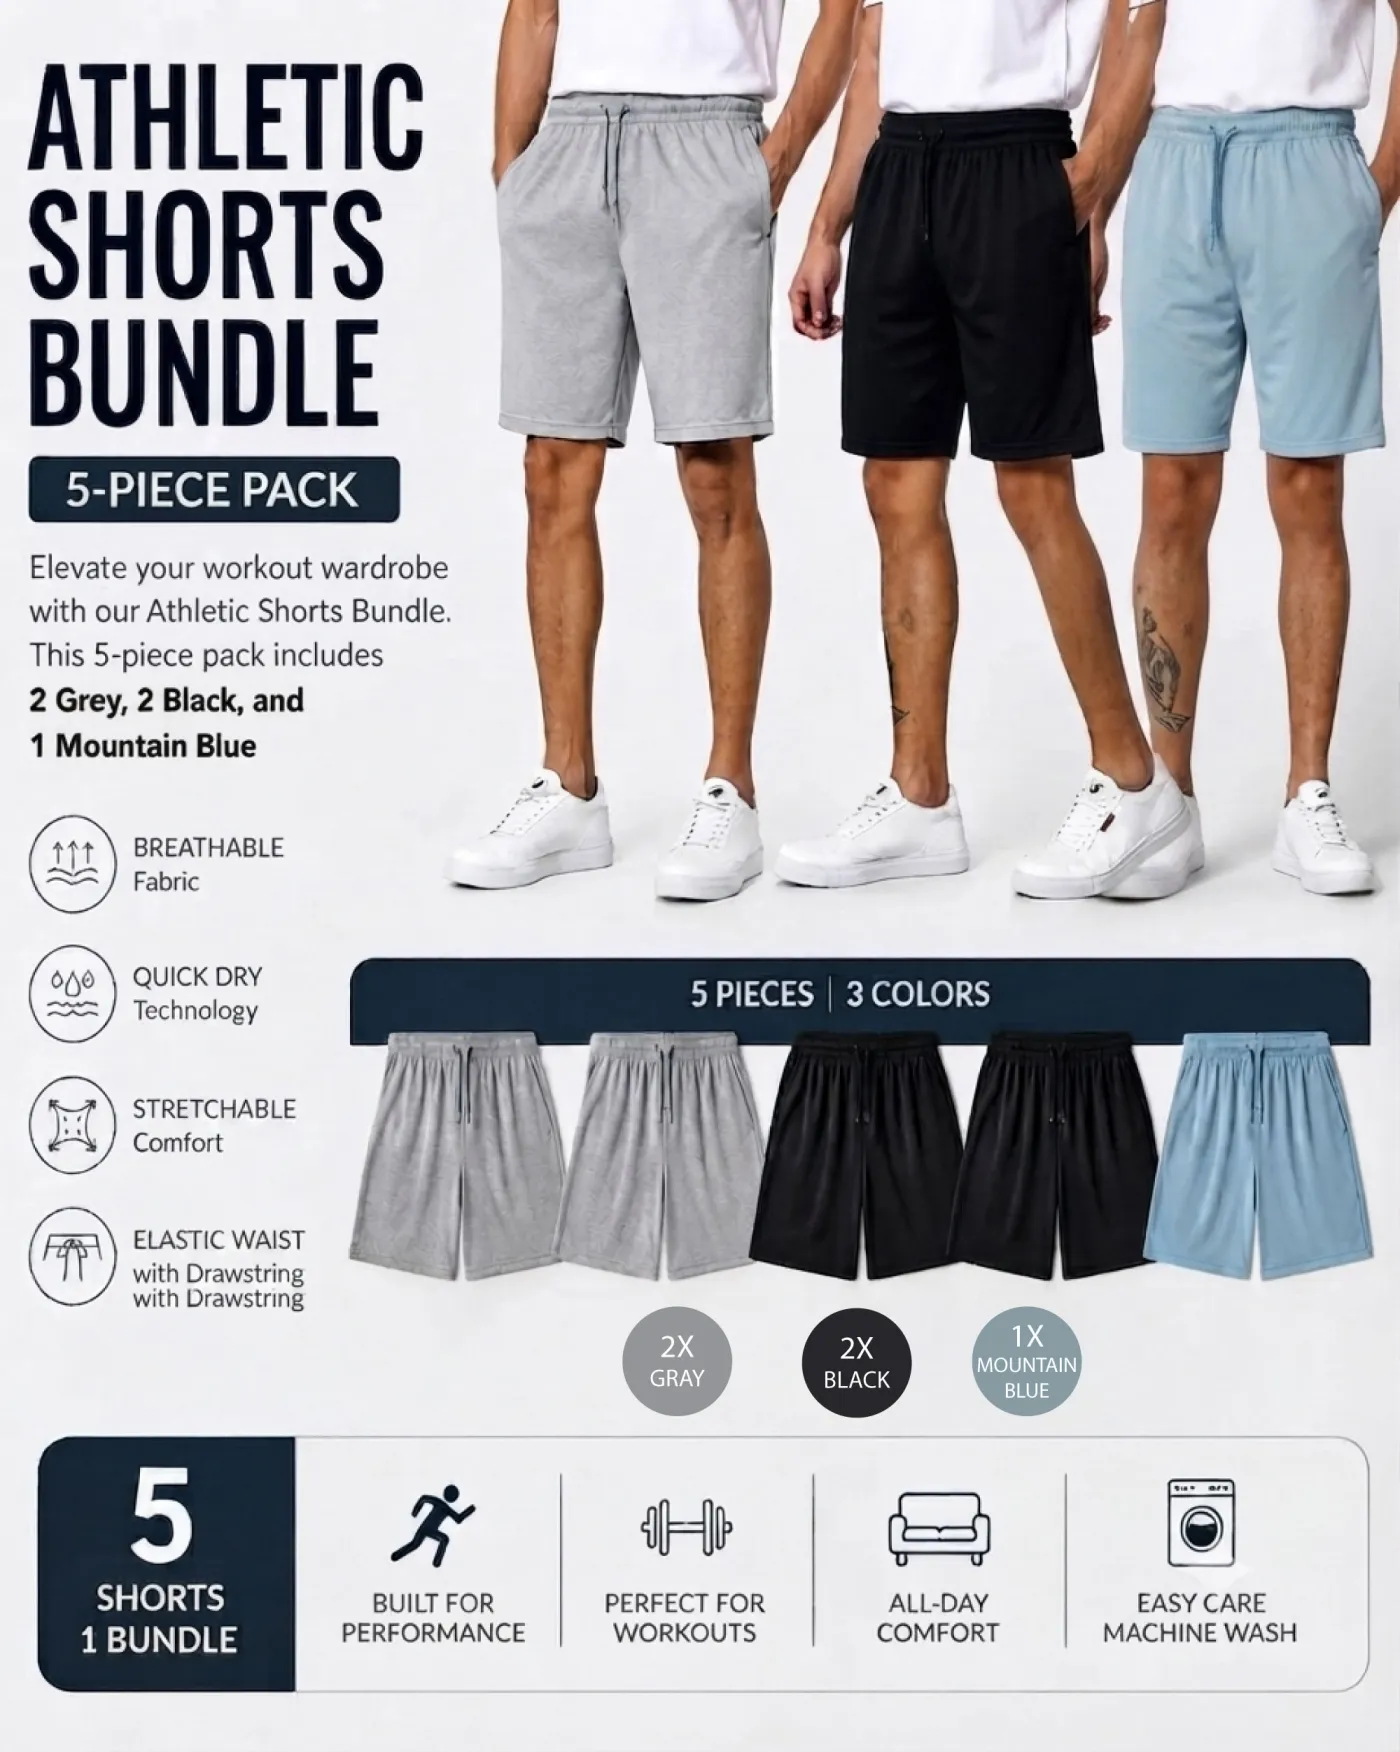 ATHLETIC
SHORTS
BUNDLE
5-PIECE PACK
Elevate your workout wardrobe
with our Athletic Shorts Bundle.
This 5-piece pack includes
2 Grey, 2 Black, and
1 Mountain Blue
BREATHABLE
Fabric
QUICK DRY
Technology
STRETCHABLE
Comfort
ELASTIC WAIST
with Drawstring
with Drawstring
5 PIECES | 3 COLORS
2X
GRAY
2X
BLACK
1X
MOUNTAIN
BLUE
5
SHORTS
1 BUNDLE
BUILT FOR
PERFORMANCE
PERFECT FOR
WORKOUTS
ALL-DAY
COMFORT
EASY CARE
MACHINE WASH